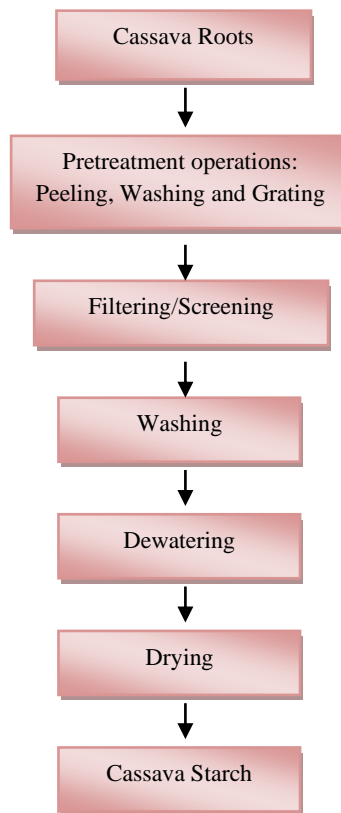 Cassava Roots
Pretreatment operations:
Peeling, Washing and Grating
Filtering/Screening
Washing
Dewatering
Drying
Cassava Starch